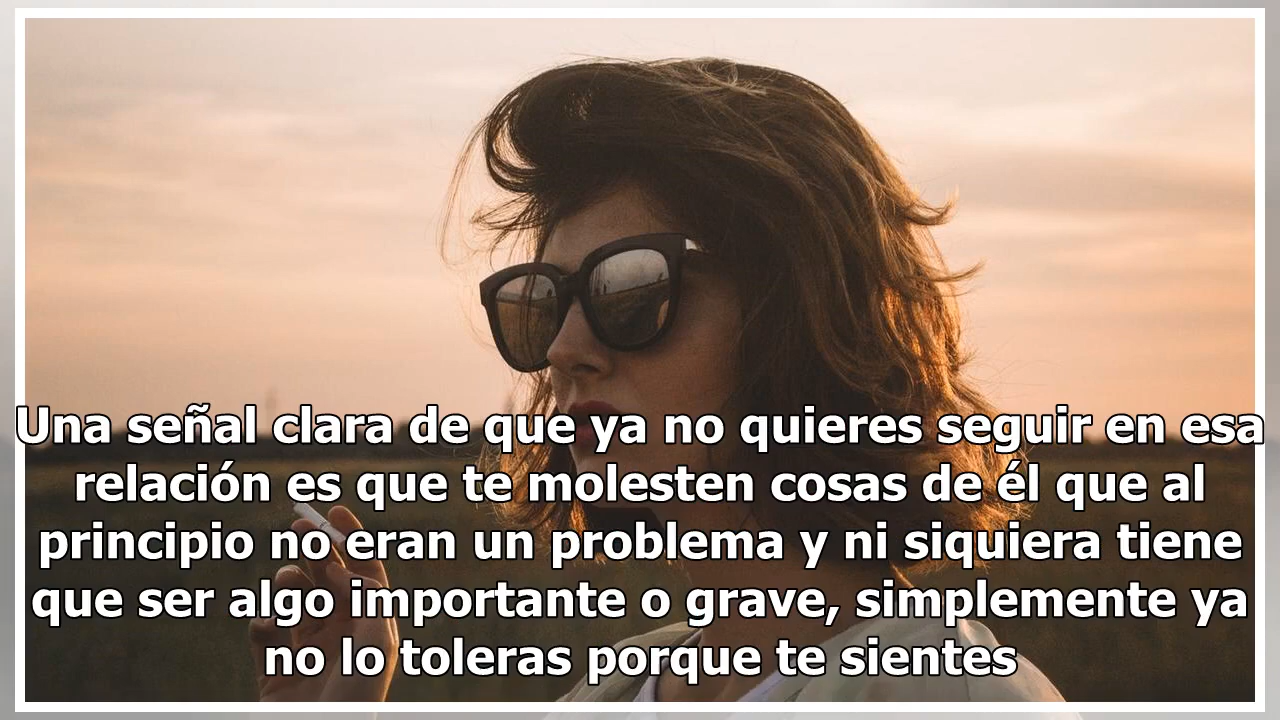 Una señal clara de que ya no quieres seguir en esa
relación es que te molesten cosas de él que al
principio no eran un problema y ni siquiera tiene
que ser algo importante o grave, simplemente ya
no lo toleras porque te sientes